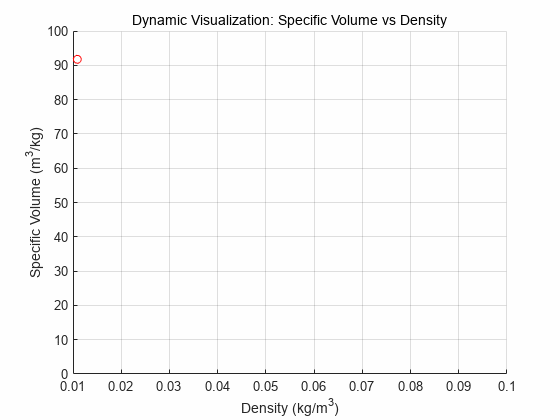 Dynamic Visualization: Specific Volume vs Density
100
90
80
70
60
50
40
30
20
10
0
Specific Volume (m³/kg)
0.01 0.02 0.03 0.04 0.05 0.06 0.07 0.08 0.09 0.1
Density (kg/m³)